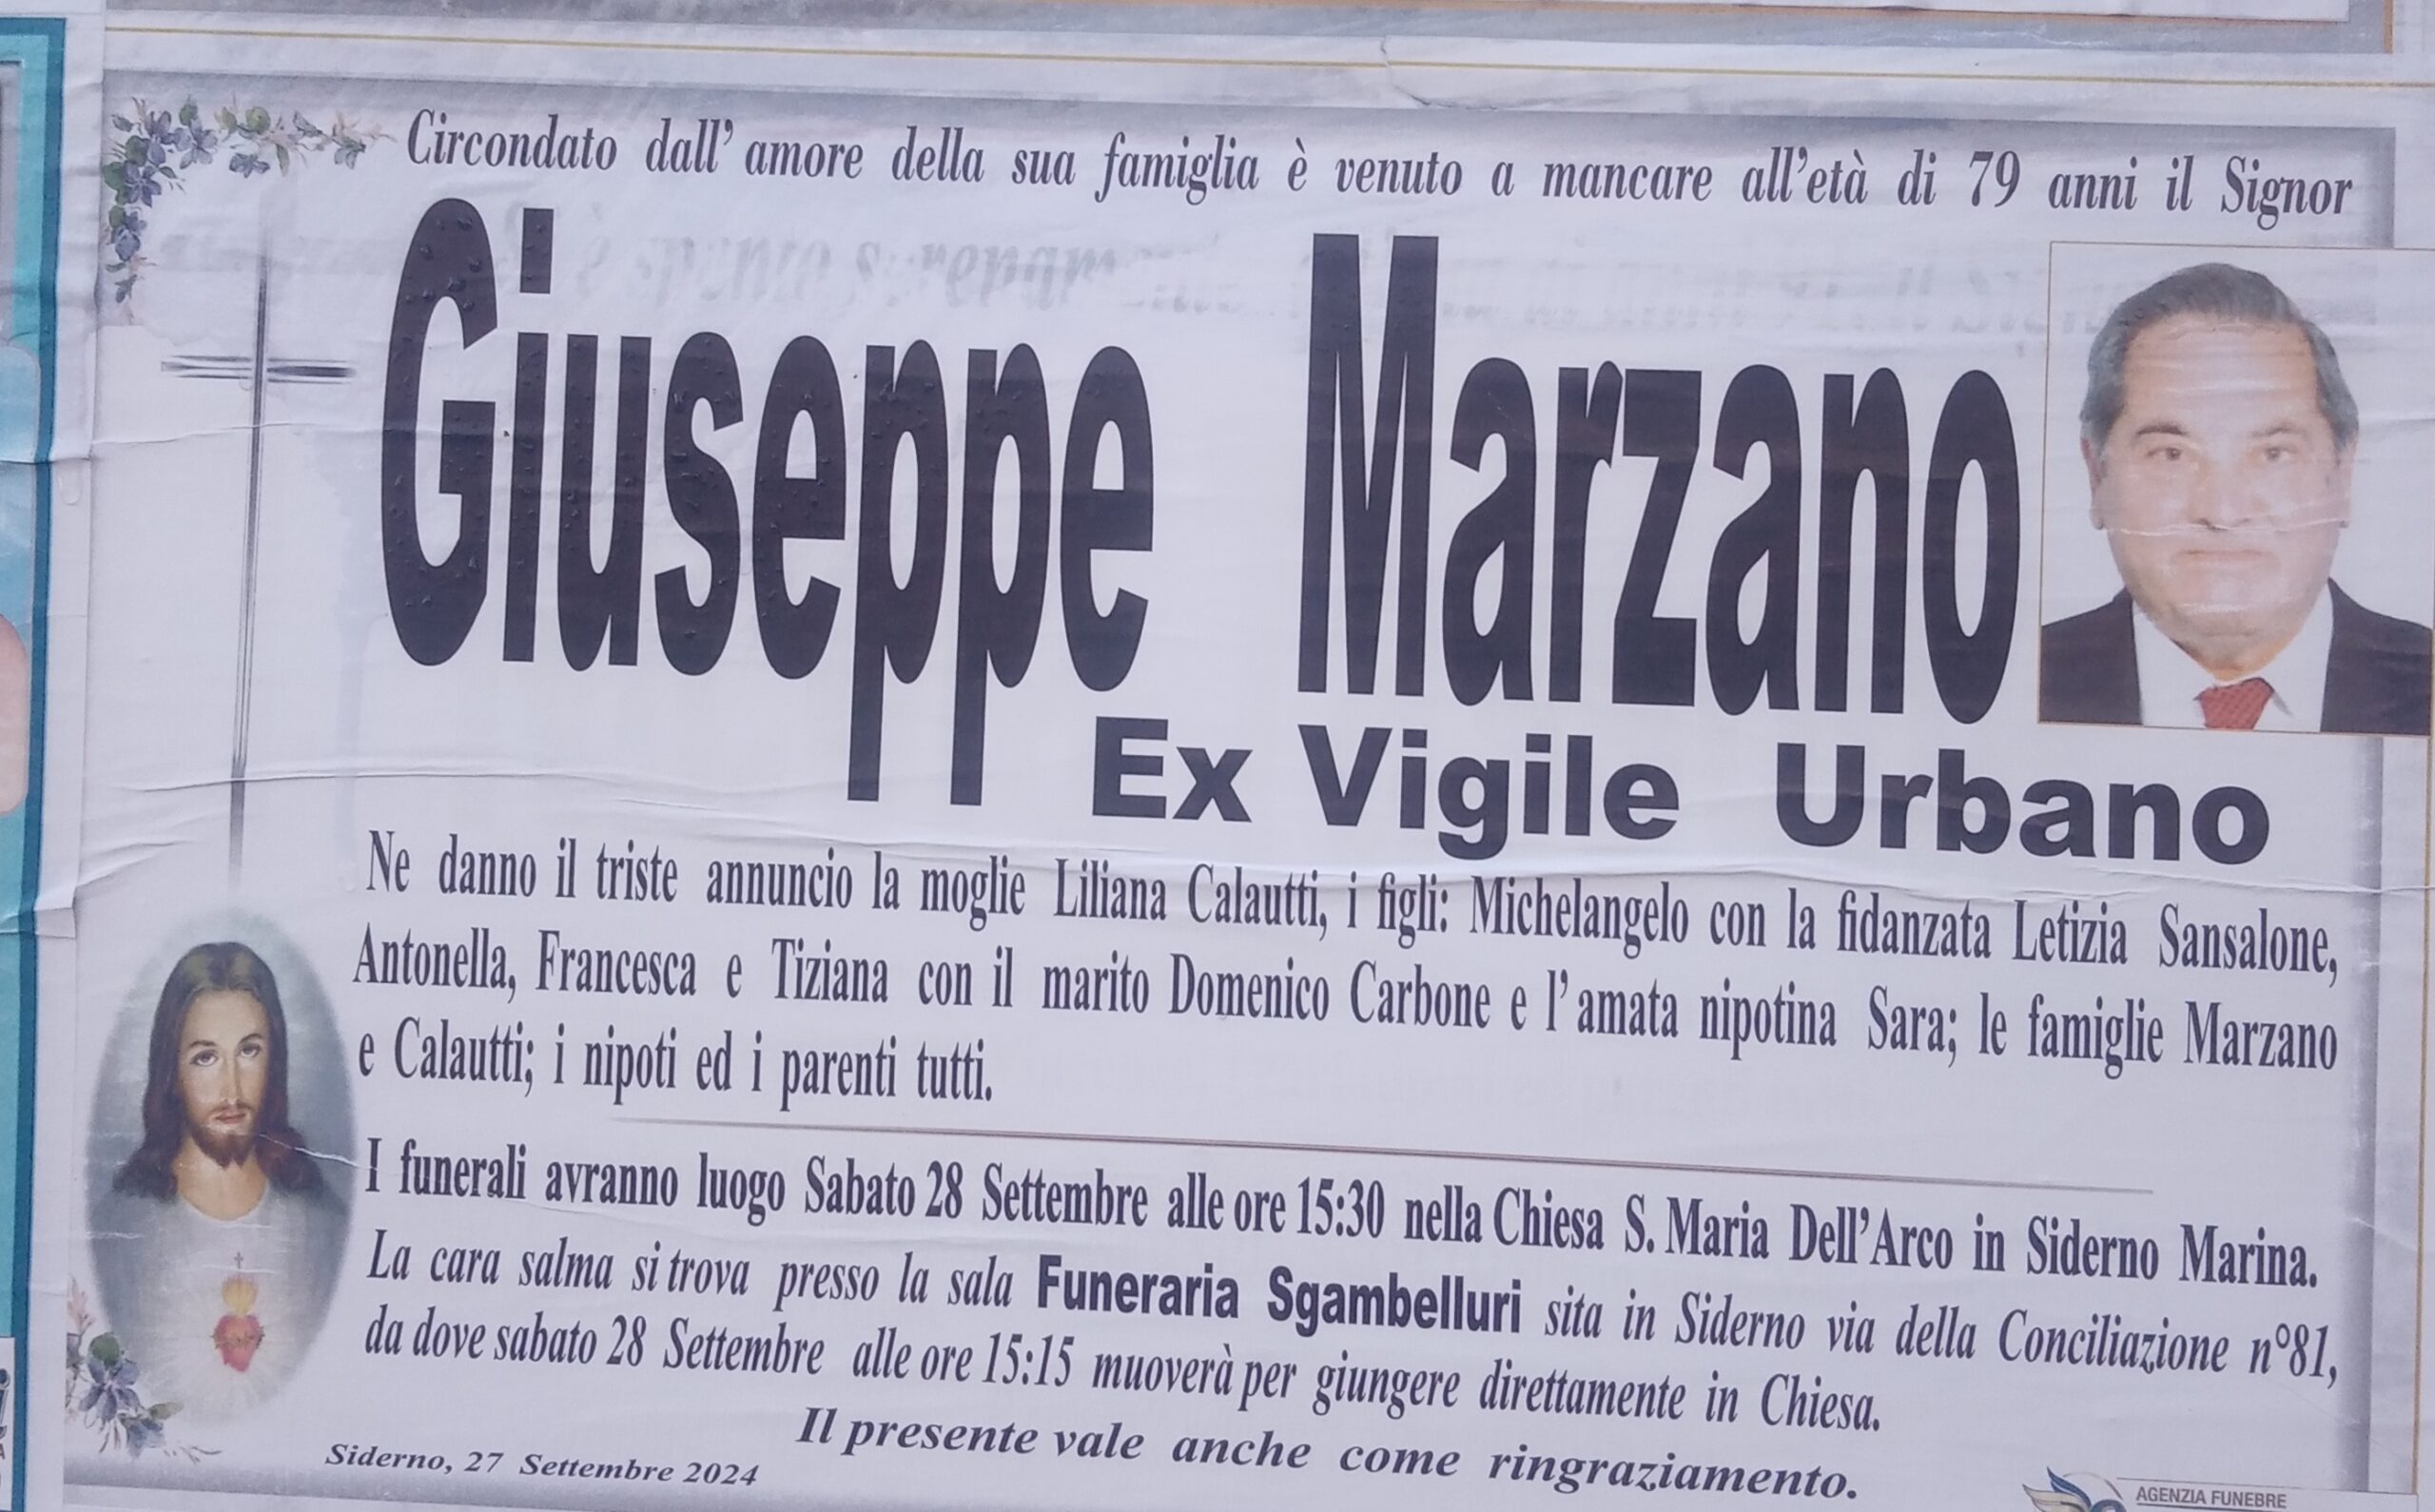 Circondato dall' amore della sua famiglia è venuto a mancare all'età di 79 anni il Signor
Giuseppe Marzano
Ex Vigile Urbano
Ne danno il triste annuncio la moglie Liliana Calautti, i figli: Michelangelo con la fidanzata Letizia Sansalone,
Antonella, Francesca e Tiziana con il marito Domenico Carbone e l'amata nipotina Sara; le famiglie Marzano
e Calautti; i nipoti ed i parenti tutti.
I funerali avranno luogo Sabato 28 Settembre alle ore 15:30 nella Chiesa S. Maria Dell'Arco in Siderno Marina.
La cara salma si trova presso la sala Funeraria Sgambelluri sita in Siderno via della Conciliazione n°81,
da dove sabato 28 Settembre alle ore 15:15 muoverà per giungere direttamente in Chiesa.
Il presente vale anche come ringraziamento.
Siderno, 27 Settembre 2024
AGENZIA FUNEBRE